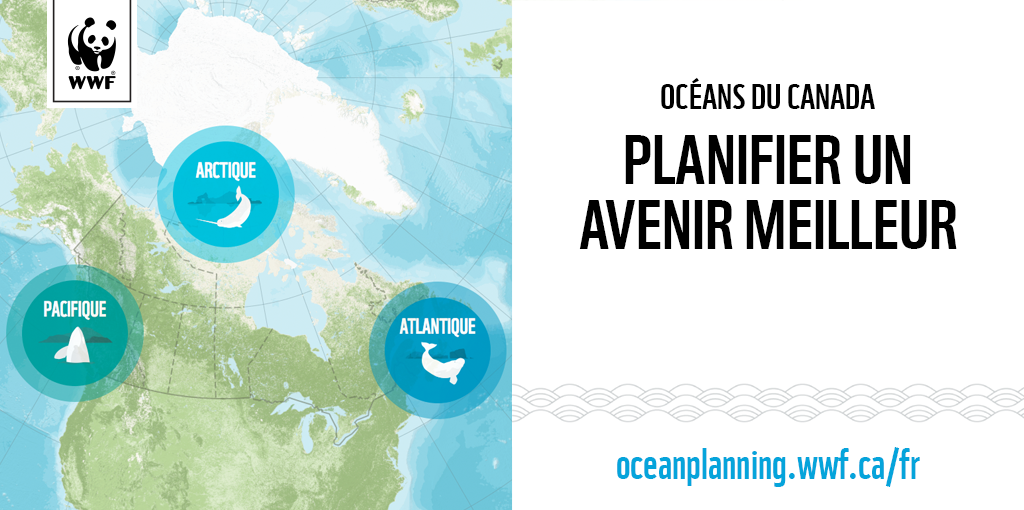 WWF
ARCTIQUE
PACIFIQUE
ATLANTIQUE
OCÉANS DU CANADA
PLANIFIER UN
AVENIR MEILLEUR
oceanplanning.wwf.ca/fr